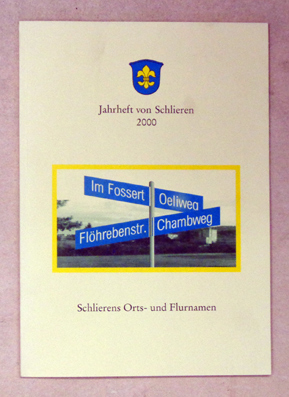 Jahrheft von Schlieren
2000
Im Fossert
Oeliweg
Flöhrebenstr.
Chambweg
Schlierens Orts- und Flurnamen